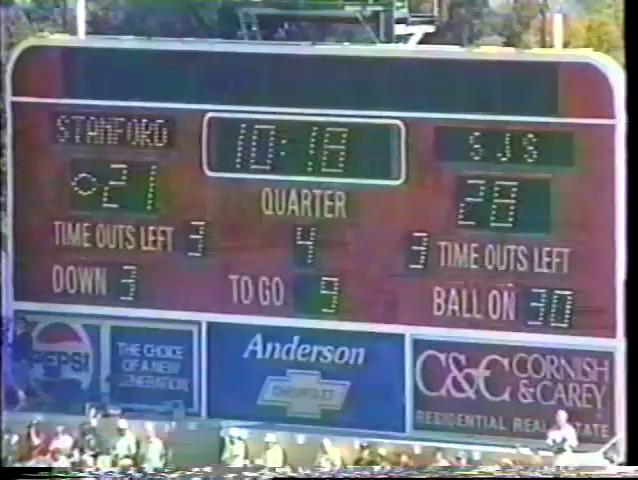 STANFORD 10:18 SJS
21 QUARTER 28
TIME OUTS LEFT 3 4 3 TIME OUTS LEFT
DOWN 3 TO GO 9 BALL ON 30
PEPSI
THE CHOICE
OF A NEW
GENERATION
Anderson
CHEVROLET
C&C CORNISH
& CAREY
RESIDENTIAL REAL ESTATE